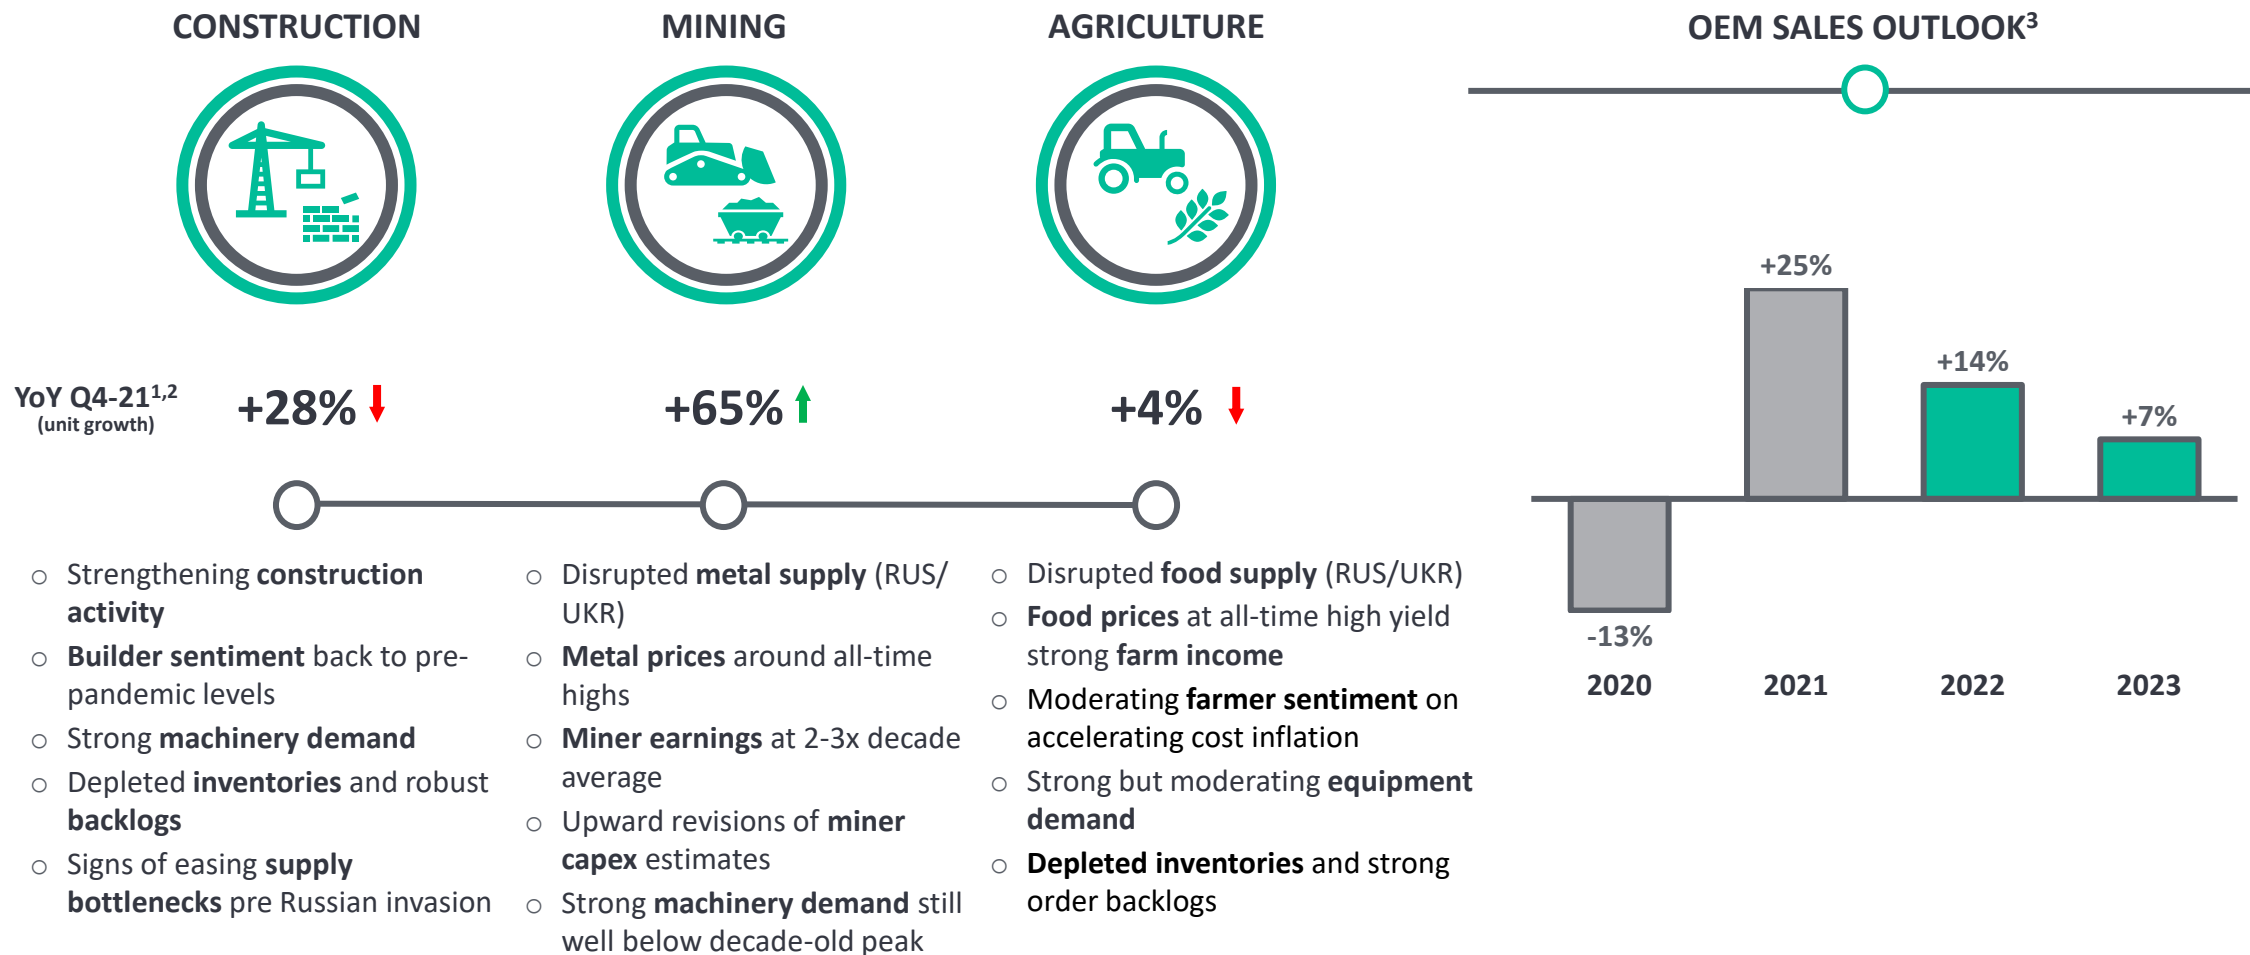 CONSTRUCTION
MINING
AGRICULTURE
YoY Q4-21¹,²
(unit growth)
+28%
+65%
+4%
○ Strengthening construction
activity
○ Builder sentiment back to pre-
pandemic levels
○ Strong machinery demand
○ Depleted inventories and robust
backlogs
○ Signs of easing supply
bottlenecks pre Russian invasion
○ Disrupted metal supply (RUS/
UKR)
○ Metal prices around all-time
highs
○ Miner earnings at 2-3x decade
average
○ Upward revisions of miner
capex estimates
○ Strong machinery demand still
well below decade-old peak
○ Disrupted food supply (RUS/UKR)
○ Food prices at all-time high yield
strong farm income
○ Moderating farmer sentiment on
accelerating cost inflation
○ Strong but moderating equipment
demand
○ Depleted inventories and strong
order backlogs
OEM SALES OUTLOOK³
+25%
+14%
+7%
-13%
2020
2021
2022
2023